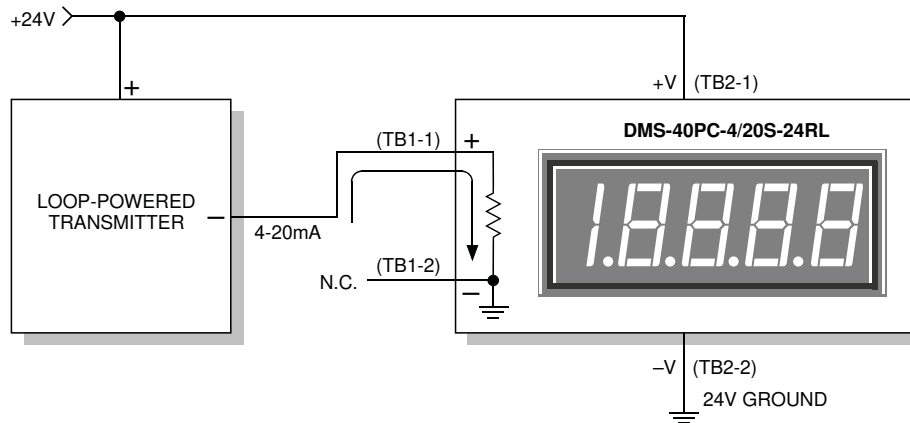 +24V
+
+V (TB2-1)
DMS-40PC-4/20S-24RL
(TB1-1) +
LOOP-POWERED
TRANSMITTER –
4-20mA
1.8.8.8.8
(TB1-2)
N.C. –
–V (TB2-2)
24V GROUND